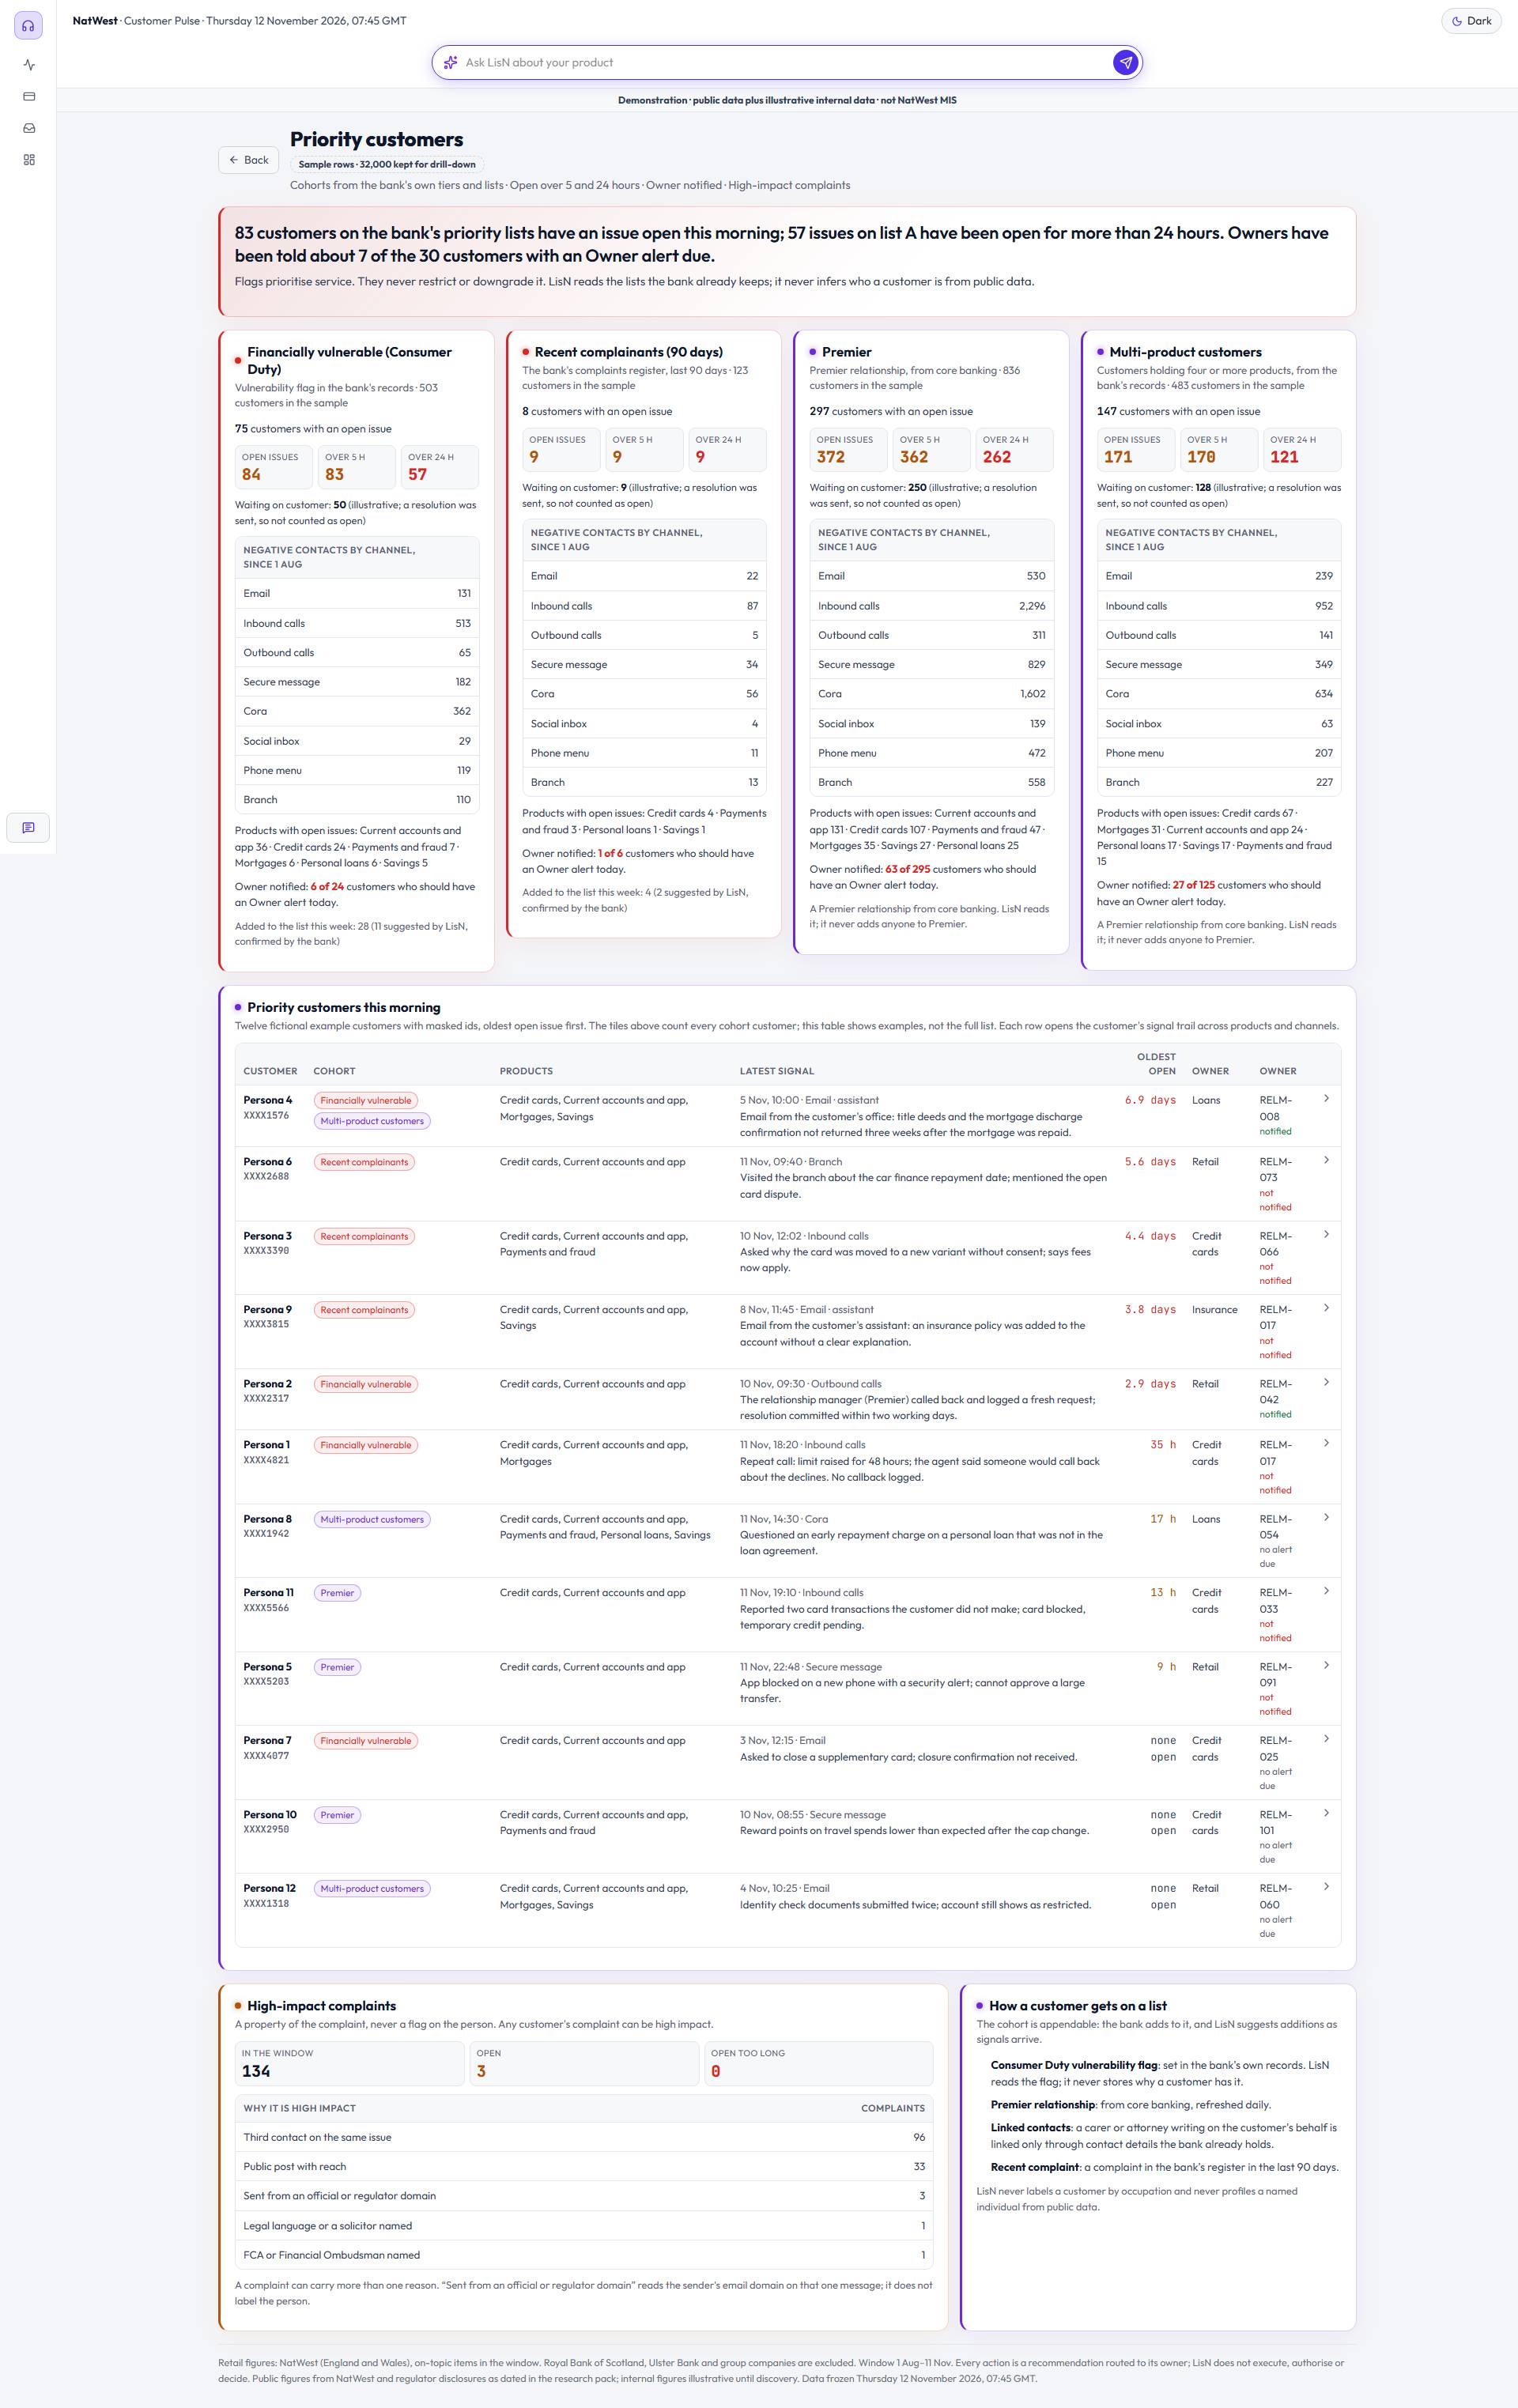 NatWest · Customer Pulse · Thursday 12 November 2026, 07:45 GMT
Dark
Ask LisN about your product
Demonstration · public data plus illustrative internal data · not NatWest MIS
Back
Priority customers
Sample rows · 32,000 kept for drill-down
Cohorts from the bank's own tiers and lists · Open over 5 and 24 hours · Owner notified · High-impact complaints
83 customers on the bank's priority lists have an issue open this morning; 57 issues on list A have been open for more than 24 hours. Owners have
been told about 7 of the 30 customers with an Owner alert due.
Flags prioritise service. They never restrict or downgrade it. LisN reads the lists the bank already keeps; it never infers who a customer is from public data.
Financially vulnerable (Consumer
Duty)
Vulnerability flag in the bank's records · 503
customers in the sample
75 customers with an open issue
OPEN ISSUES
84
OVER 5 H
83
OVER 24 H
57
Waiting on customer: 50 (illustrative; a resolution was
sent, so not counted as open)
NEGATIVE CONTACTS BY CHANNEL,
SINCE 1 AUG
Email 131
Inbound calls 513
Outbound calls 65
Secure message 182
Cora 362
Social inbox 29
Phone menu 119
Branch 110
Products with open issues: Current accounts and
app 36 · Credit cards 24 · Payments and fraud 7 ·
Mortgages 6 · Personal loans 6 · Savings 5
Owner notified: 6 of 24 customers who should have
an Owner alert today.
Added to the list this week: 28 (11 suggested by LisN,
confirmed by the bank)
Recent complainants (90 days)
The bank's complaints register, last 90 days · 123
customers in the sample
8 customers with an open issue
OPEN ISSUES
9
OVER 5 H
9
OVER 24 H
9
Waiting on customer: 9 (illustrative; a resolution was
sent, so not counted as open)
NEGATIVE CONTACTS BY CHANNEL,
SINCE 1 AUG
Email 22
Inbound calls 87
Outbound calls 5
Secure message 34
Cora 56
Social inbox 4
Phone menu 11
Branch 13
Products with open issues: Credit cards 4 · Payments
and fraud 3 · Personal loans 1 · Savings 1
Owner notified: 1 of 6 customers who should have
an Owner alert today.
Added to the list this week: 4 (2 suggested by LisN,
confirmed by the bank)
Premier
Premier relationship, from core banking · 836
customers in the sample
297 customers with an open issue
OPEN ISSUES
372
OVER 5 H
362
OVER 24 H
262
Waiting on customer: 250 (illustrative; a resolution
was sent, so not counted as open)
NEGATIVE CONTACTS BY CHANNEL,
SINCE 1 AUG
Email 530
Inbound calls 2,296
Outbound calls 311
Secure message 829
Cora 1,602
Social inbox 139
Phone menu 472
Branch 558
Products with open issues: Current accounts and
app 131 · Credit cards 107 · Payments and fraud 47 ·
Mortgages 35 · Savings 27 · Personal loans 25
Owner notified: 63 of 295 customers who should
have an Owner alert today.
A Premier relationship from core banking. LisN reads
it; it never adds anyone to Premier.
Multi-product customers
Customers holding four or more products, from the
bank's records · 483 customers in the sample
147 customers with an open issue
OPEN ISSUES
171
OVER 5 H
170
OVER 24 H
121
Waiting on customer: 128 (illustrative; a resolution
was sent, so not counted as open)
NEGATIVE CONTACTS BY CHANNEL,
SINCE 1 AUG
Email 239
Inbound calls 952
Outbound calls 141
Secure message 349
Cora 634
Social inbox 63
Phone menu 207
Branch 227
Products with open issues: Credit cards 67 ·
Mortgages 31 · Current accounts and app 24 ·
Personal loans 17 · Savings 17 · Payments and fraud
15
Owner notified: 27 of 125 customers who should
have an Owner alert today.
A Premier relationship from core banking. LisN reads
it; it never adds anyone to Premier.
Priority customers this morning
Twelve fictional example customers with masked ids, oldest open issue first. The tiles above count every cohort customer; this table shows examples, not the full list. Each row opens the customer's signal trail across products and channels.
CUSTOMER COHORT PRODUCTS LATEST SIGNAL OLDEST OPEN OWNER OWNER
Persona 4 Financially vulnerable Credit cards, Current accounts and app, 5 Nov, 10:00 · Email · assistant 6.9 days Loans RELM-
XXXX1576 Multi-product customers Mortgages, Savings Email from the customer's office: title deeds and the mortgage discharge 008
confirmation not returned three weeks after the mortgage was repaid. notified
Persona 6 Recent complainants Credit cards, Current accounts and app 11 Nov, 09:40 · Branch 5.6 days Retail RELM-
XXXX2688 Visited the branch about the car finance repayment date; mentioned the open 073
card dispute. not
notified
Persona 3 Recent complainants Credit cards, Current accounts and app, 10 Nov, 12:02 · Inbound calls 4.4 days Credit RELM-
XXXX3390 Payments and fraud Asked why the card was moved to a new variant without consent; says fees cards 066
now apply. not
notified
Persona 9 Recent complainants Credit cards, Current accounts and app, 8 Nov, 11:45 · Email · assistant 3.8 days Insurance RELM-
XXXX3815 Savings Email from the customer's assistant: an insurance policy was added to the 017
account without a clear explanation. not
notified
Persona 2 Financially vulnerable Credit cards, Current accounts and app 10 Nov, 09:30 · Outbound calls 2.9 days Retail RELM-
XXXX2317 The relationship manager (Premier) called back and logged a fresh request; 042
resolution committed within two working days. notified
Persona 1 Financially vulnerable Credit cards, Current accounts and app, 11 Nov, 18:20 · Inbound calls 35 h Credit RELM-
XXXX4821 Mortgages Repeat call: limit raised for 48 hours; the agent said someone would call back cards 017
about the declines. No callback logged. not
notified
Persona 8 Multi-product customers Credit cards, Current accounts and app, 11 Nov, 14:30 · Cora 17 h Loans RELM-
XXXX1942 Payments and fraud, Personal loans, Savings Questioned an early repayment charge on a personal loan that was not in the 054
loan agreement. no alert
due
Persona 11 Premier Credit cards, Current accounts and app 11 Nov, 19:10 · Inbound calls 13 h Credit RELM-
XXXX5566 Reported two card transactions the customer did not make; card blocked, cards 033
temporary credit pending. not
notified
Persona 5 Premier Credit cards, Current accounts and app 11 Nov, 22:48 · Secure message 9 h Retail RELM-
XXXX5203 App blocked on a new phone with a security alert; cannot approve a large 091
transfer. not
notified
Persona 7 Financially vulnerable Credit cards, Current accounts and app 3 Nov, 12:15 · Email none Credit RELM-
XXXX4077 Asked to close a supplementary card; closure confirmation not received. open cards 025
no alert
due
Persona 10 Premier Credit cards, Current accounts and app, 10 Nov, 08:55 · Secure message none Credit RELM-
XXXX2950 Payments and fraud Reward points on travel spends lower than expected after the cap change. open cards 101
no alert
due
Persona 12 Multi-product customers Credit cards, Current accounts and app, 4 Nov, 10:25 · Email none Retail RELM-
XXXX1318 Mortgages, Savings Identity check documents submitted twice; account still shows as restricted. open 060
no alert
due
High-impact complaints
A property of the complaint, never a flag on the person. Any customer's complaint can be high impact.
IN THE WINDOW
134
OPEN
3
OPEN TOO LONG
0
WHY IT IS HIGH IMPACT COMPLAINTS
Third contact on the same issue 96
Public post with reach 33
Sent from an official or regulator domain 3
Legal language or a solicitor named 1
FCA or Financial Ombudsman named 1
A complaint can carry more than one reason. “Sent from an official or regulator domain” reads the sender's email domain on that one message; it does not
label the person.
How a customer gets on a list
The cohort is appendable: the bank adds to it, and LisN suggests additions as
signals arrive.
Consumer Duty vulnerability flag: set in the bank's own records. LisN
reads the flag; it never stores why a customer has it.
Premier relationship: from core banking, refreshed daily.
Linked contacts: a carer or attorney writing on the customer's behalf is
linked only through contact details the bank already holds.
Recent complaint: a complaint in the bank's register in the last 90 days.
LisN never labels a customer by occupation and never profiles a named
individual from public data.
Retail figures: NatWest (England and Wales), on-topic items in the window. Royal Bank of Scotland, Ulster Bank and group companies are excluded. Window 1 Aug–11 Nov. Every action is a recommendation routed to its owner; LisN does not execute, authorise or
decide. Public figures from NatWest and regulator disclosures as dated in the research pack; internal figures illustrative until discovery. Data frozen Thursday 12 November 2026, 07:45 GMT.